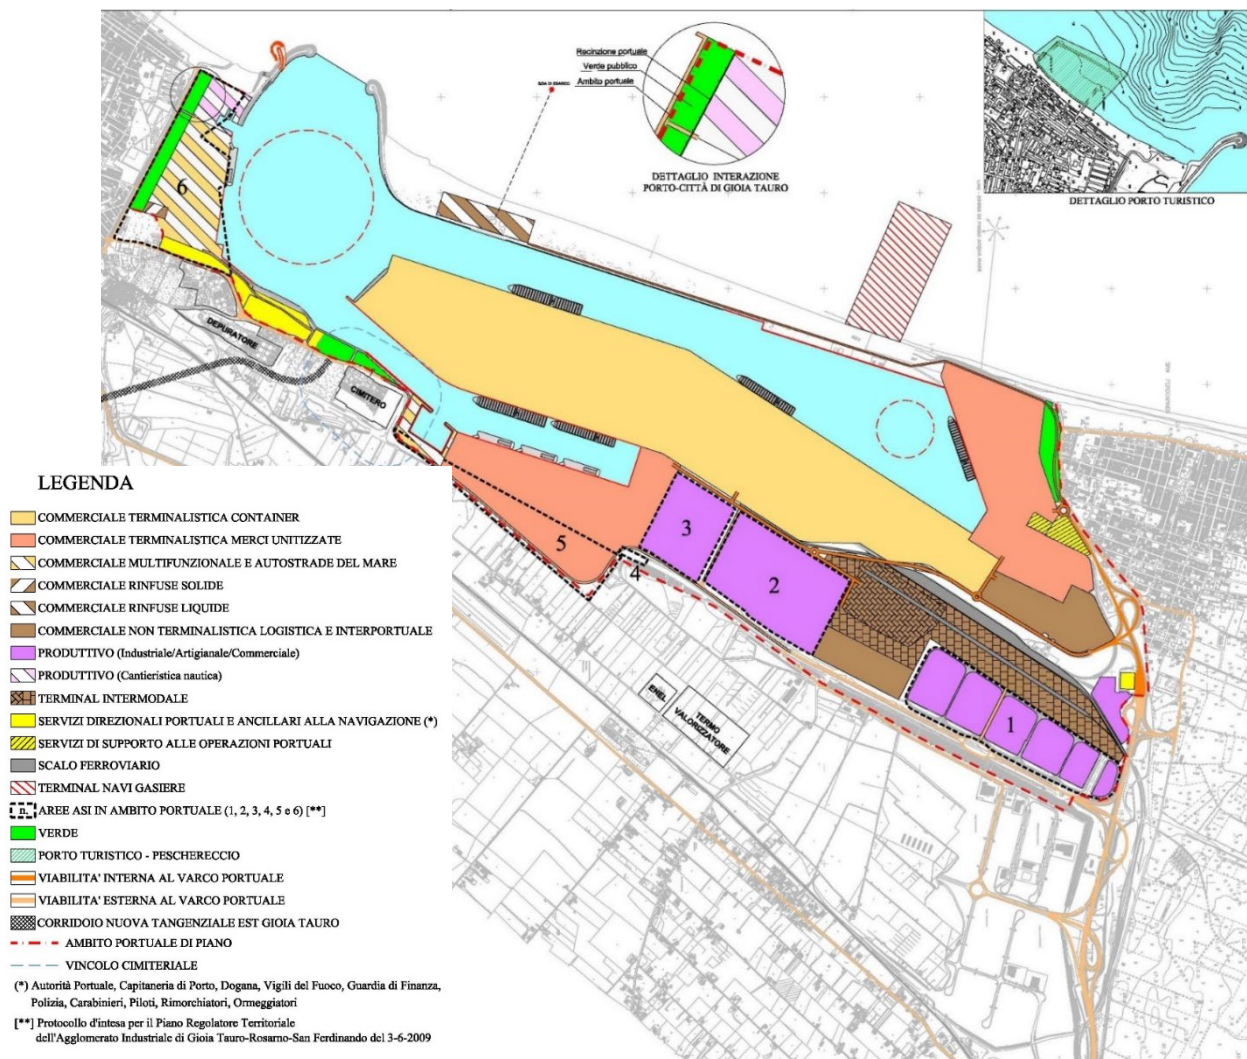 Recinzione portuale
Verde pubblico
Ambito portuale
DETTAGLIO INTERAZIONE
PORTO-CITTÀ DI GIOIA TAURO
DETTAGLIO PORTO TURISTICO
6
DEPURATORE
CIMITERO
5
4
3
2
1
ENEL
TERMO
VALORIZZATORE
LEGENDA
COMMERCIALE TERMINALISTICA CONTAINER
COMMERCIALE TERMINALISTICA MERCI UNITIZZATE
COMMERCIALE MULTIFUNZIONALE E AUTOSTRADE DEL MARE
COMMERCIALE RINFUSE SOLIDE
COMMERCIALE RINFUSE LIQUIDE
COMMERCIALE NON TERMINALISTICA LOGISTICA E INTERPORTUALE
PRODUTTIVO (Industriale/Artigianale/Commerciale)
PRODUTTIVO (Cantieristica nautica)
TERMINAL INTERMODALE
SERVIZI DIREZIONALI PORTUALI E ANCILLARI ALLA NAVIGAZIONE (*)
SERVIZI DI SUPPORTO ALLE OPERAZIONI PORTUALI
SCALO FERROVIARIO
TERMINAL NAVI GASIERE
n. AREE ASI IN AMBITO PORTUALE (1, 2, 3, 4, 5 e 6) [**]
VERDE
PORTO TURISTICO - PESCHERECCIO
VIABILITA' INTERNA AL VARCO PORTUALE
VIABILITA' ESTERNA AL VARCO PORTUALE
CORRIDOIO NUOVA TANGENZIALE EST GIOIA TAURO
AMBITO PORTUALE DI PIANO
VINCOLO CIMITERIALE
(*) Autorità Portuale, Capitaneria di Porto, Dogana, Vigili del Fuoco, Guardia di Finanza,
Polizia, Carabinieri, Piloti, Rimorchiatori, Ormeggiatori
[**] Protocollo d'intesa per il Piano Regolatore Territoriale
dell'Agglomerato Industriale di Gioia Tauro-Rosarno-San Ferdinando del 3-6-2009